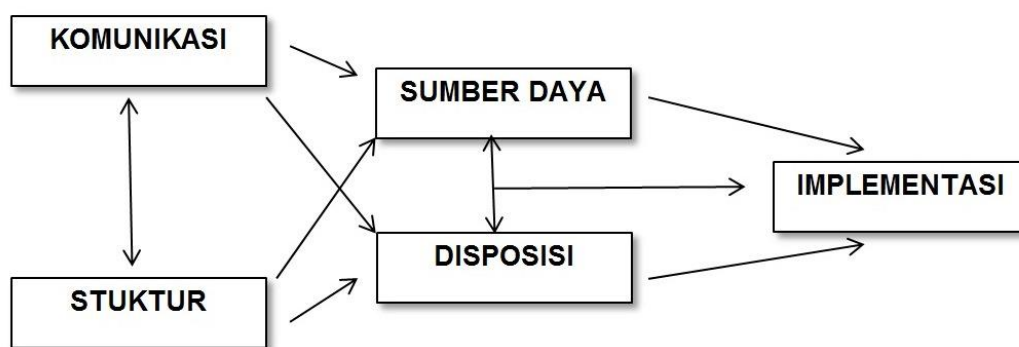 KOMUNIKASI
SUMBER DAYA
IMPLEMENTASI
DISPOSISI
STUKTUR